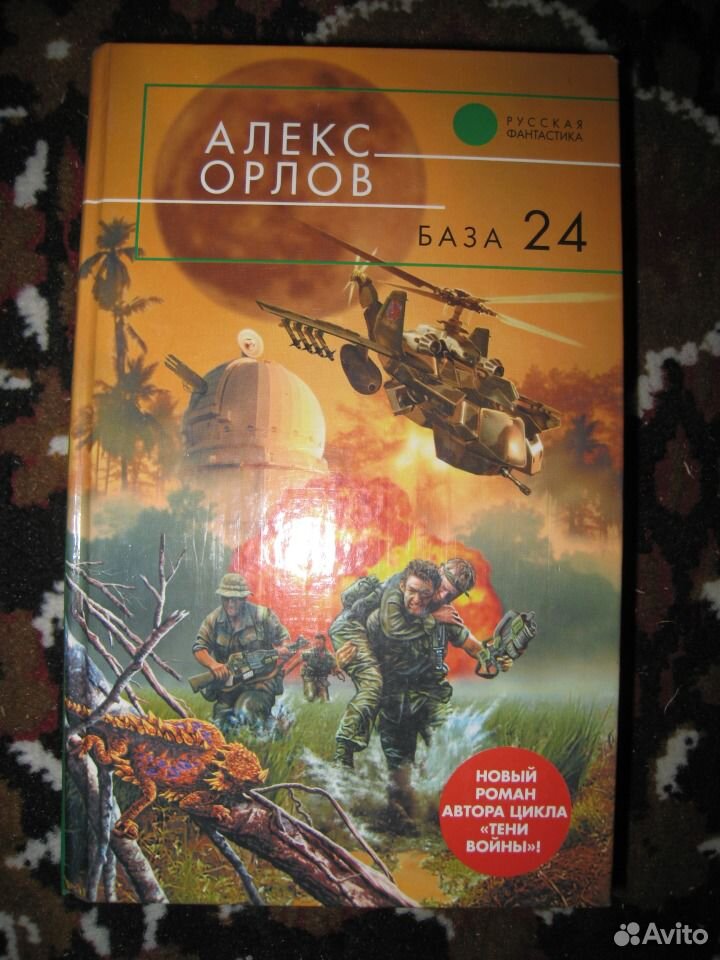 АЛЕКС
ОРЛОВ
РУССКАЯ
ФАНТАСТИКА
БАЗА 24
НОВЫЙ
РОМАН
АВТОРА ЦИКЛА
«ТЕНИ
ВОЙНЫ»!
Avito